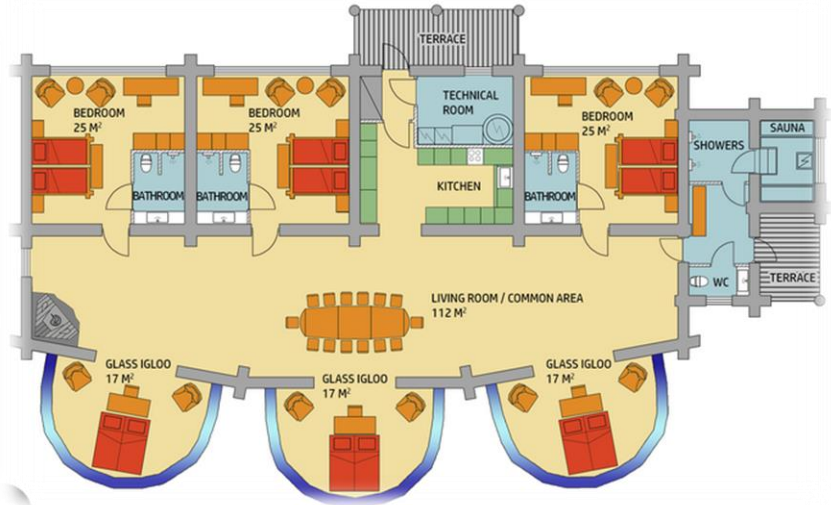 TERRACE
BEDROOM
25 M²
BEDROOM
25 M²
TECHNICAL
ROOM
BEDROOM
25 M²
SHOWERS
SAUNA
BATHROOM
BATHROOM
KITCHEN
BATHROOM
WC
TERRACE
LIVING ROOM / COMMON AREA
112 M²
GLASS IGLOO
17 M²
GLASS IGLOO
17 M²
GLASS IGLOO
17 M²